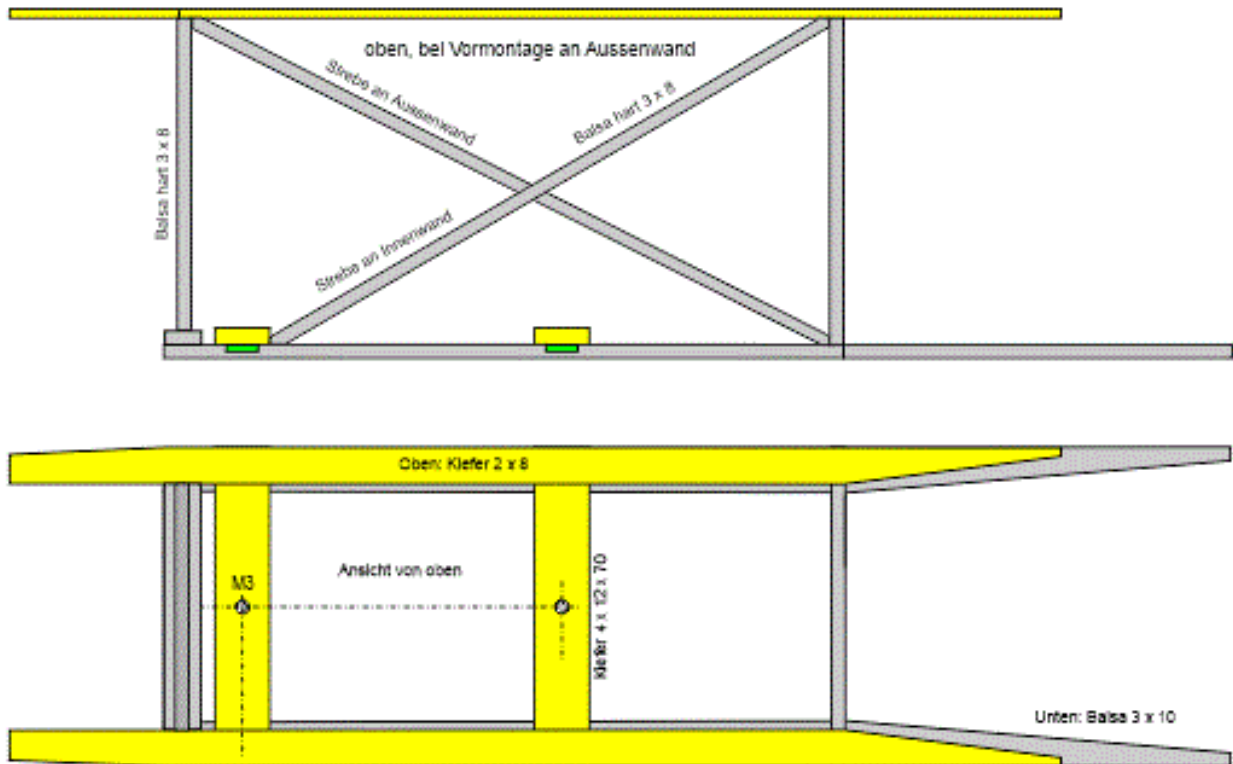 oben, bei Vormontage an Aussenwand
Strebe an Aussenwand
Balsa hart 3 x 8
Balsa hart 3 x 8
Strebe an Innenwand
Oben: Kiefer 2 x 8
Ansicht von oben
M3
Kiefer 4 x 12 x 70
Unten: Balsa 3 x 10